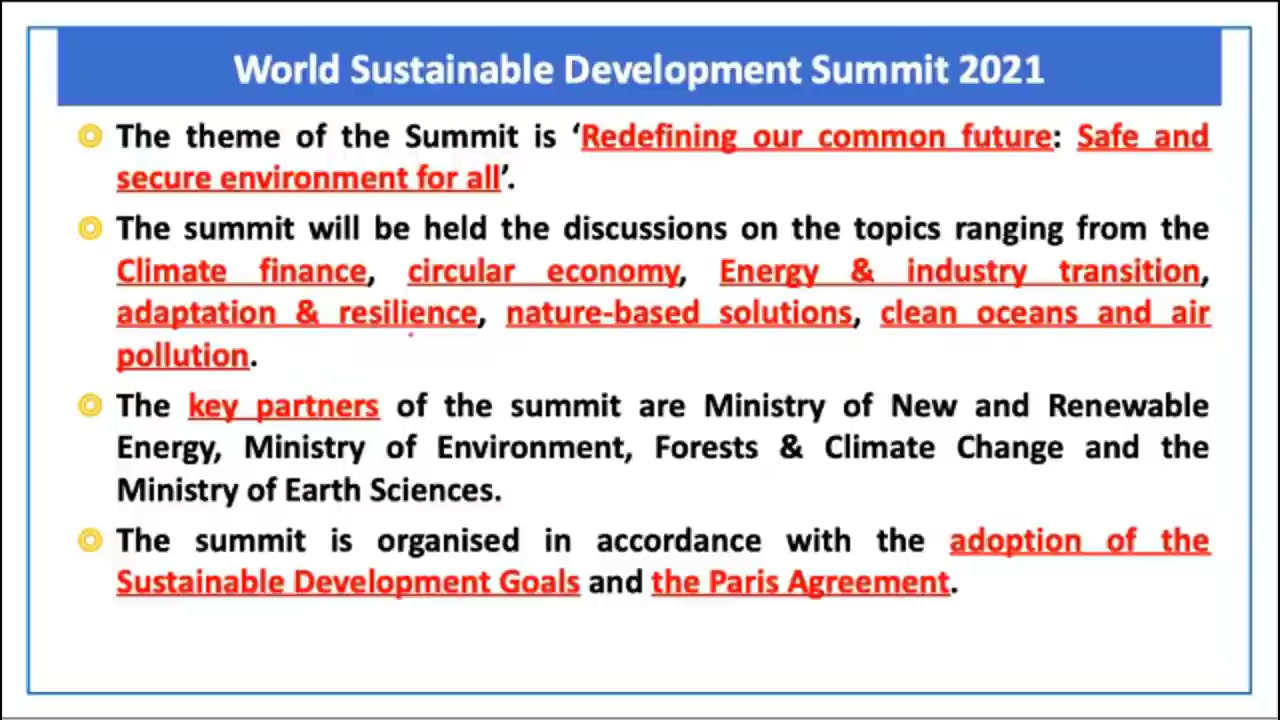 World Sustainable Development Summit 2021
The theme of the Summit is ‘Redefining our common future: Safe and
secure environment for all’.
The summit will be held the discussions on the topics ranging from the
Climate finance, circular economy, Energy & industry transition,
adaptation & resilience, nature-based solutions, clean oceans and air
pollution.
The key partners of the summit are Ministry of New and Renewable
Energy, Ministry of Environment, Forests & Climate Change and the
Ministry of Earth Sciences.
The summit is organised in accordance with the adoption of the
Sustainable Development Goals and the Paris Agreement.